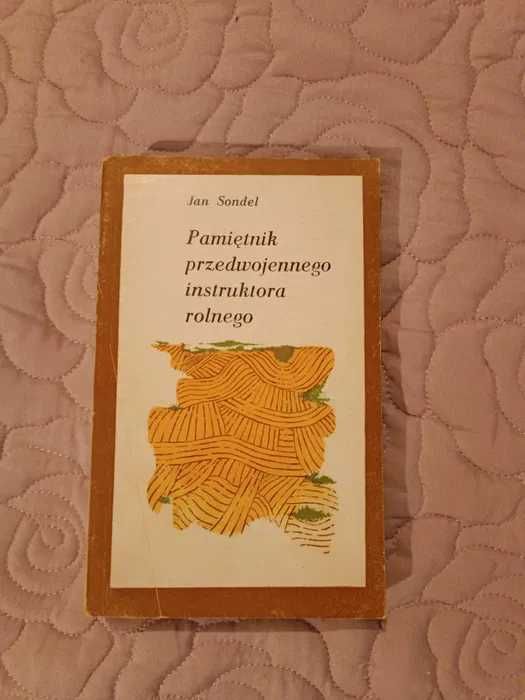 Jan Sondel
Pamiętnik
przedwojennego
instruktora
rolnego